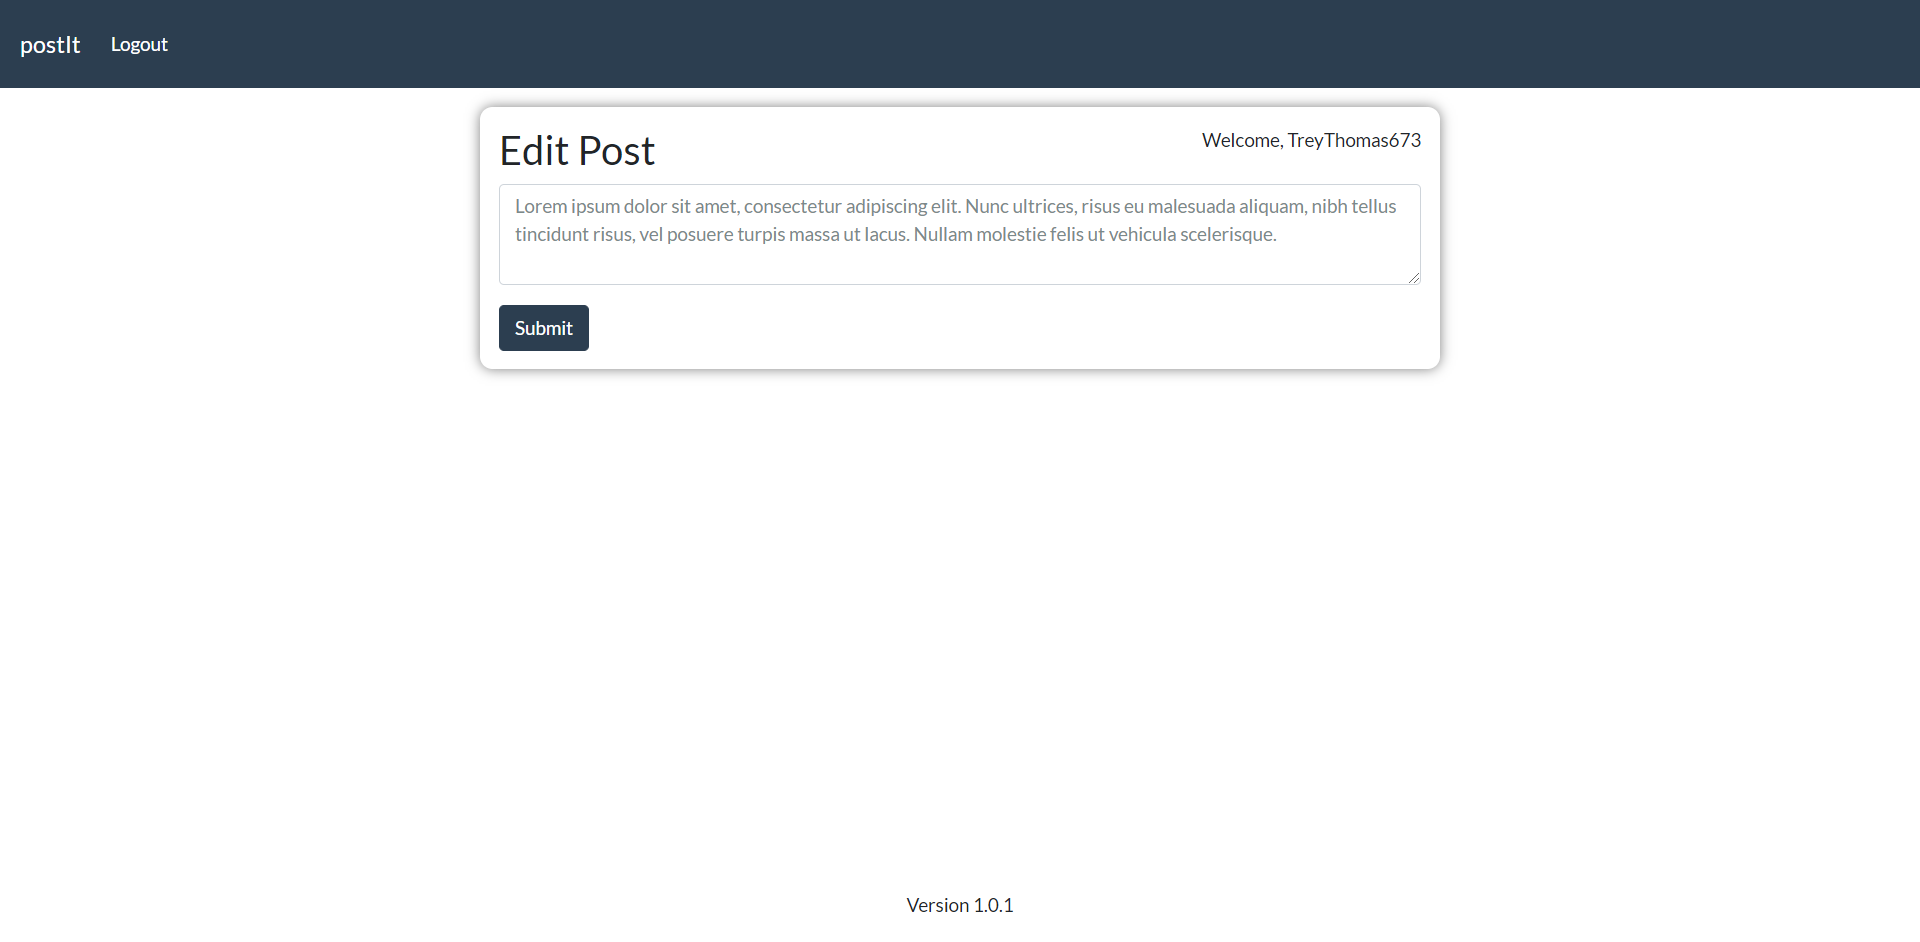 postIt
Logout
Edit Post
Welcome, TreyThomas673
Lorem ipsum dolor sit amet, consectetur adipiscing elit. Nunc ultrices, risus eu malesuada aliquam, nibh tellus
tincidunt risus, vel posuere turpis massa ut lacus. Nullam molestie felis ut vehicula scelerisque.
Submit
Version 1.0.1